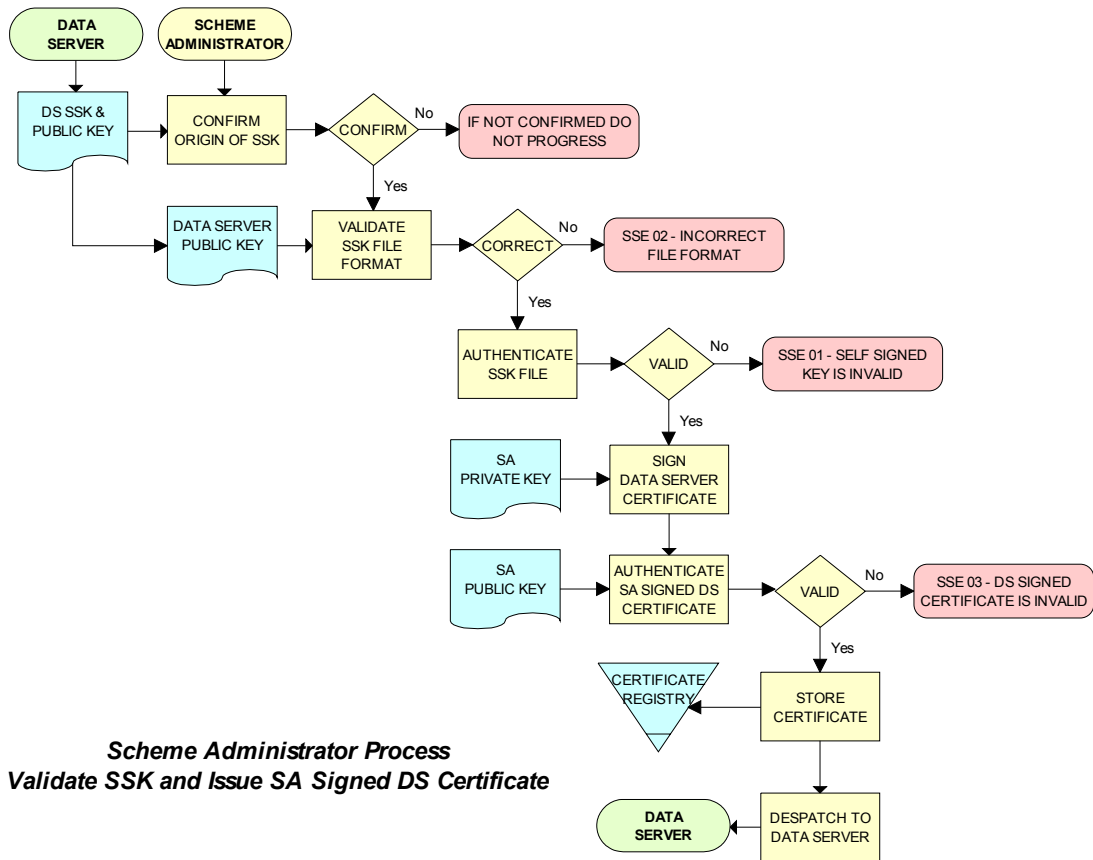 DATA
SERVER
SCHEME
ADMINISTRATOR
DS SSK &
PUBLIC KEY
CONFIRM
ORIGIN OF SSK
CONFIRM
No
IF NOT CONFIRMED DO
NOT PROGRESS
Yes
DATA SERVER
PUBLIC KEY
VALIDATE
SSK FILE
FORMAT
CORRECT
No
SSE 02 - INCORRECT
FILE FORMAT
Yes
AUTHENTICATE
SSK FILE
VALID
No
SSE 01 - SELF SIGNED
KEY IS INVALID
Yes
SA
PRIVATE KEY
SIGN
DATA SERVER
CERTIFICATE
SA
PUBLIC KEY
AUTHENTICATE
SA SIGNED DS
CERTIFICATE
VALID
No
SSE 03 - DS SIGNED
CERTIFICATE IS INVALID
Yes
CERTIFICATE
REGISTRY
STORE
CERTIFICATE
Scheme Administrator Process
Validate SSK and Issue SA Signed DS Certificate
DATA
SERVER
DESPATCH TO
DATA SERVER